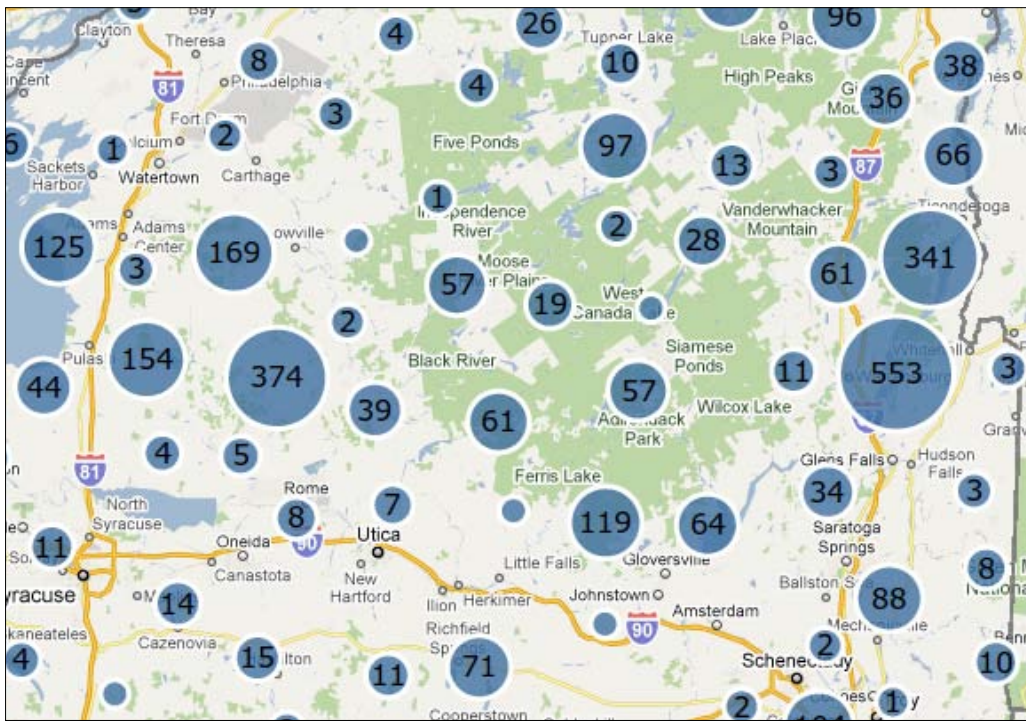 26
96
4
Clayton
Bay
Theresa
Tupper Lake
10
38
8
High Peaks
Philadelphia
4
36
81
3
Fort Drum
2
Five Ponds
97
66
6
1
13
3
87
Sackets
Harbor
Watertown
Carthage
1
Independence
River
2
Vanderwhacker
Mountain
Ticonderoga
28
125
Adams
Center
3
169
341
61
Moose
57
19
West
2
Black River
Siamese
Ponds
154
374
44
57
11
553
3
39
61
Adirondack
Park
Wilcox Lake
4
5
81
Glens Falls
Hudson
Falls
Ferris Lake
34
3
Rome
North
Syracuse
8
7
119
64
Saratoga
Springs
11
Oneida
90
Utica
Canastota
Little Falls
Gloversville
New
Hartford
8
Ilion
Herkimer
Johnstown
Ballston
14
88
Amsterdam
Cazenovia
90
Richfield
2
4
15
11
71
Schenectady
10
Cooperstown
2
1